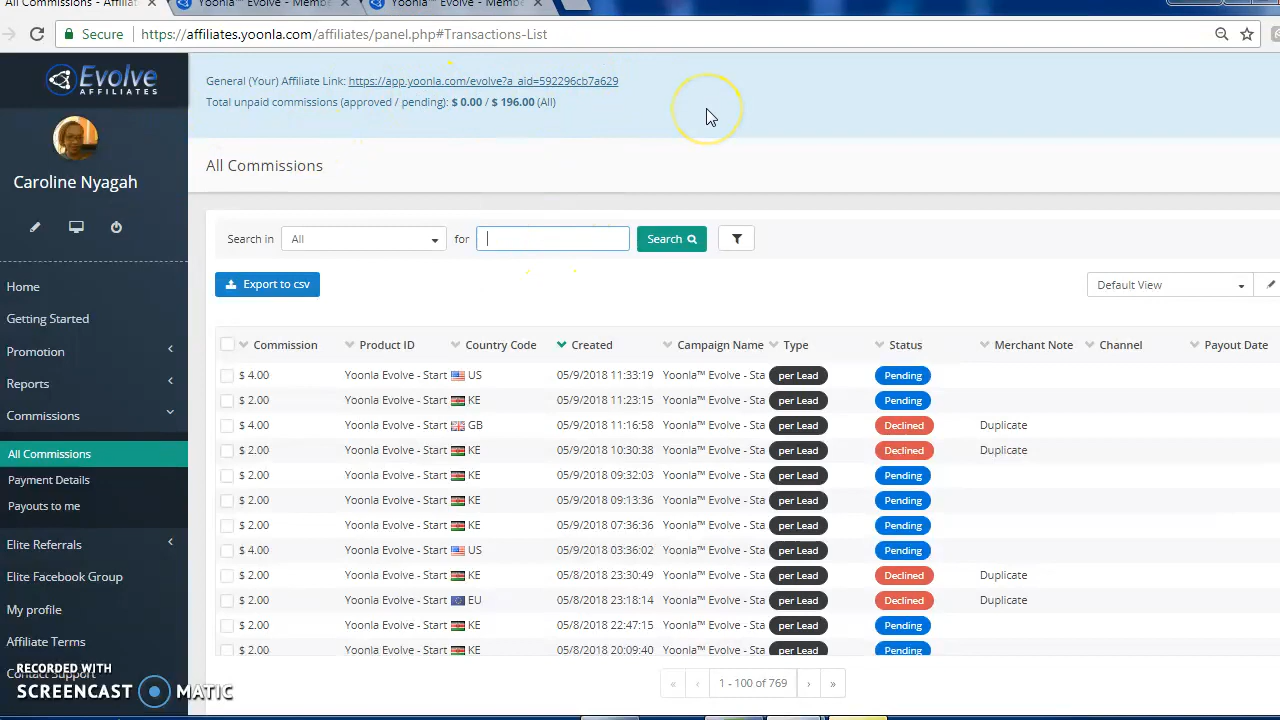 All Commissions - Affiliat
Yoonla™ Evolve - Membe
Yoonla™ Evolve - Membe
Secure
https://affiliates.yoonla.com/affiliates/panel.php#Transactions-List
Evolve
AFFILIATES
Caroline Nyagah
Home
Getting Started
Promotion
Reports
Commissions
All Commissions
Payment Details
Payouts to me
Elite Referrals
Elite Facebook Group
My profile
Affiliate Terms
Contact Support
General (Your) Affiliate Link: https://app.yoonla.com/evolve?a_aid=592296cb7a629
Total unpaid commissions (approved / pending): $ 0.00 / $ 196.00 (All)
All Commissions
Search in All for Search
Export to csv
Default View
Commission Product ID Country Code Created Campaign Name Type Status Merchant Note Channel Payout Date
$ 4.00 Yoonla Evolve - Start US 05/9/2018 11:33:19 Yoonla™ Evolve - Sta per Lead Pending
$ 2.00 Yoonla Evolve - Start KE 05/9/2018 11:23:15 Yoonla™ Evolve - Sta per Lead Pending
$ 4.00 Yoonla Evolve - Start GB 05/9/2018 11:16:58 Yoonla™ Evolve - Sta per Lead Declined Duplicate
$ 2.00 Yoonla Evolve - Start KE 05/9/2018 10:30:38 Yoonla™ Evolve - Sta per Lead Declined Duplicate
$ 2.00 Yoonla Evolve - Start KE 05/9/2018 09:32:03 Yoonla™ Evolve - Sta per Lead Pending
$ 2.00 Yoonla Evolve - Start KE 05/9/2018 09:13:36 Yoonla™ Evolve - Sta per Lead Pending
$ 2.00 Yoonla Evolve - Start KE 05/9/2018 07:36:36 Yoonla™ Evolve - Sta per Lead Pending
$ 4.00 Yoonla Evolve - Start US 05/9/2018 03:36:02 Yoonla™ Evolve - Sta per Lead Pending
$ 2.00 Yoonla Evolve - Start KE 05/8/2018 23:30:49 Yoonla™ Evolve - Sta per Lead Declined Duplicate
$ 2.00 Yoonla Evolve - Start EU 05/8/2018 23:18:14 Yoonla™ Evolve - Sta per Lead Declined Duplicate
$ 2.00 Yoonla Evolve - Start KE 05/8/2018 22:47:15 Yoonla™ Evolve - Sta per Lead Pending
$ 2.00 Yoonla Evolve - Start KE 05/8/2018 20:09:40 Yoonla™ Evolve - Sta per Lead Pending
« ‹ 1 - 100 of 769 › »
RECORDED WITH
SCREENCAST MATIC